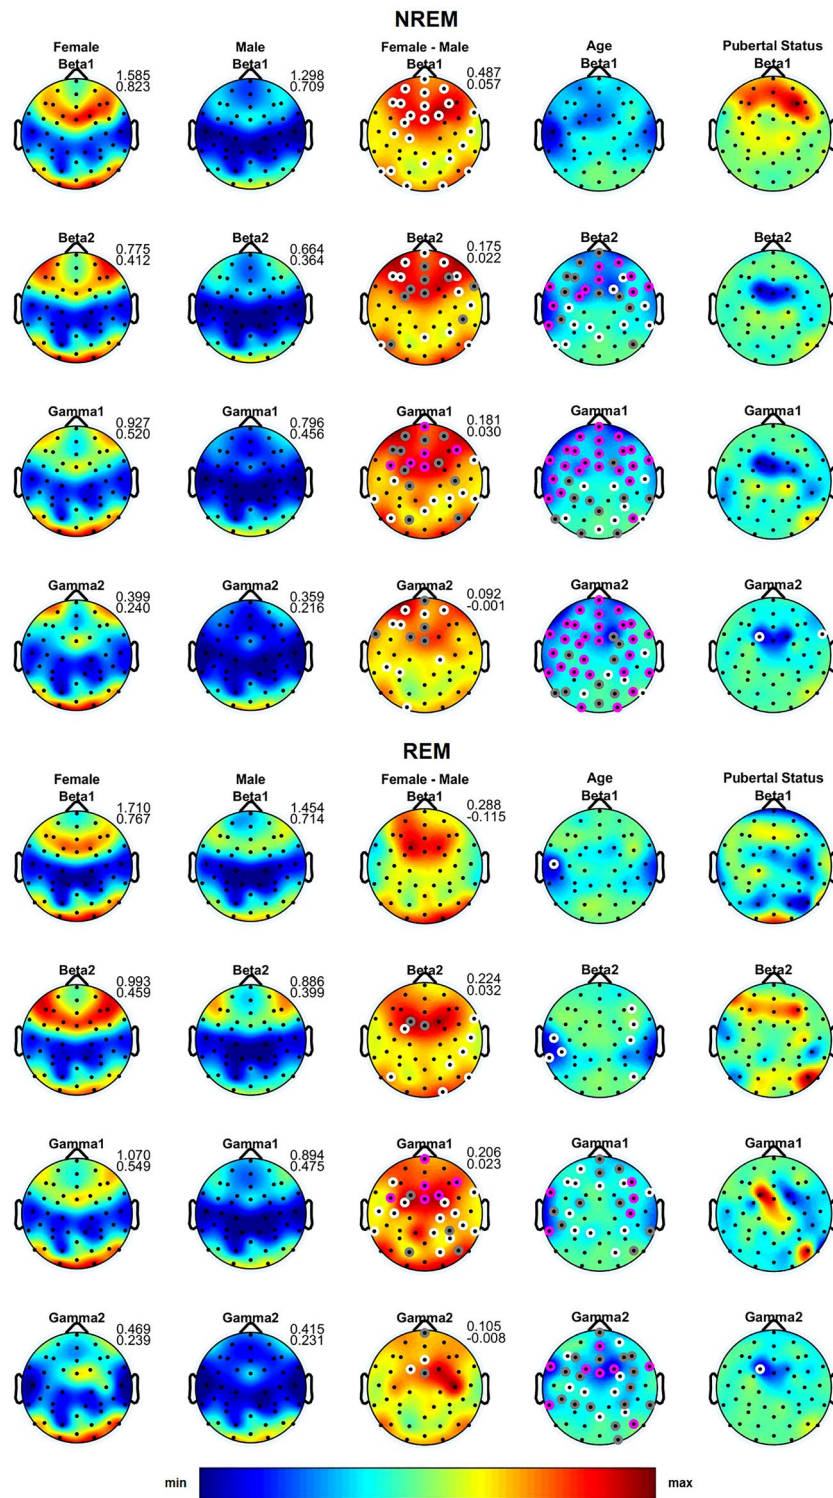 NREM
Female Male Female - Male Age Pubertal Status
Beta1 1.585 Beta1 1.298 Beta1 0.487 Beta1 Beta1
0.823 0.709 0.057
Beta2 0.775 Beta2 0.664 Beta2 0.175 Beta2 Beta2
0.412 0.364 0.022
Gamma1 0.927 Gamma1 0.796 Gamma1 0.181 Gamma1 Gamma1
0.520 0.456 0.030
Gamma2 0.399 Gamma2 0.359 Gamma2 0.092 Gamma2 Gamma2
0.240 0.216 -0.001
REM
Female Male Female - Male Age Pubertal Status
Beta1 1.710 Beta1 1.454 Beta1 0.288 Beta1 Beta1
0.767 0.714 -0.115
Beta2 0.993 Beta2 0.886 Beta2 0.224 Beta2 Beta2
0.459 0.399 0.032
Gamma1 1.070 Gamma1 0.894 Gamma1 0.206 Gamma1 Gamma1
0.549 0.475 0.023
Gamma2 0.469 Gamma2 0.415 Gamma2 0.105 Gamma2 Gamma2
0.239 0.231 -0.008
min max